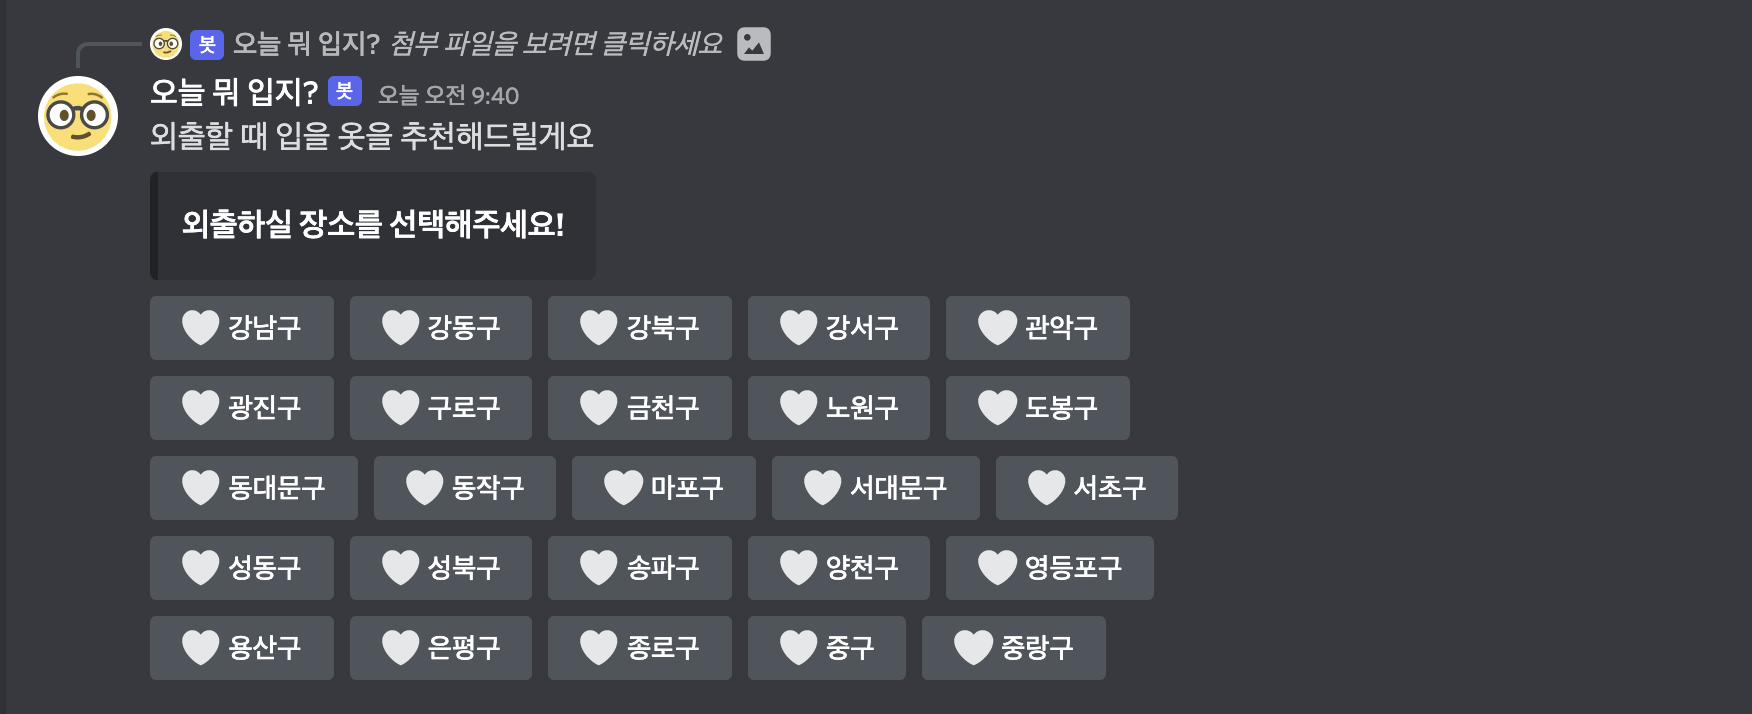 봇 오늘 뭐 입지? 첨부 파일을 보려면 클릭하세요
오늘 뭐 입지? 봇 오늘 오전 9:40
외출할 때 입을 옷을 추천해드릴게요
외출하실 장소를 선택해주세요!
강남구 강동구 강북구 강서구 관악구
광진구 구로구 금천구 노원구 도봉구
동대문구 동작구 마포구 서대문구 서초구
성동구 성북구 송파구 양천구 영등포구
용산구 은평구 종로구 중구 중랑구